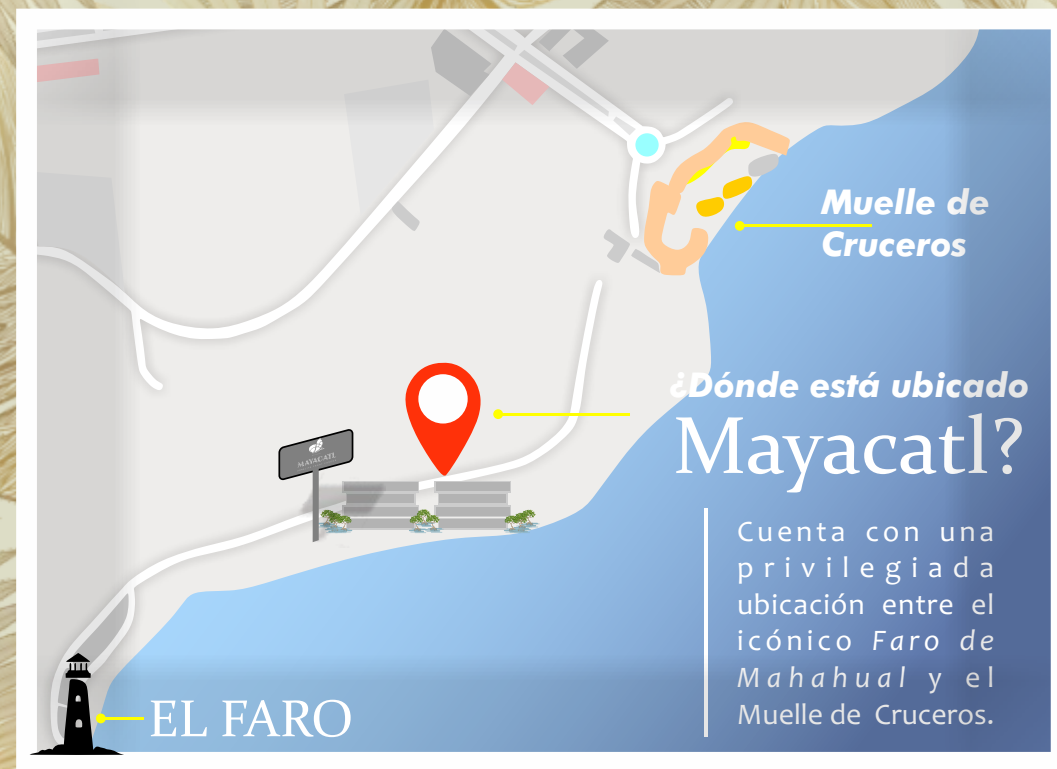 Muelle de
Cruceros
¿Dónde está ubicado
Mayacatl?
MAYACATL
Cuenta con una
privilegiada
ubicación entre el
icónico Faro de
Mahahual y el
Muelle de Cruceros.
EL FARO